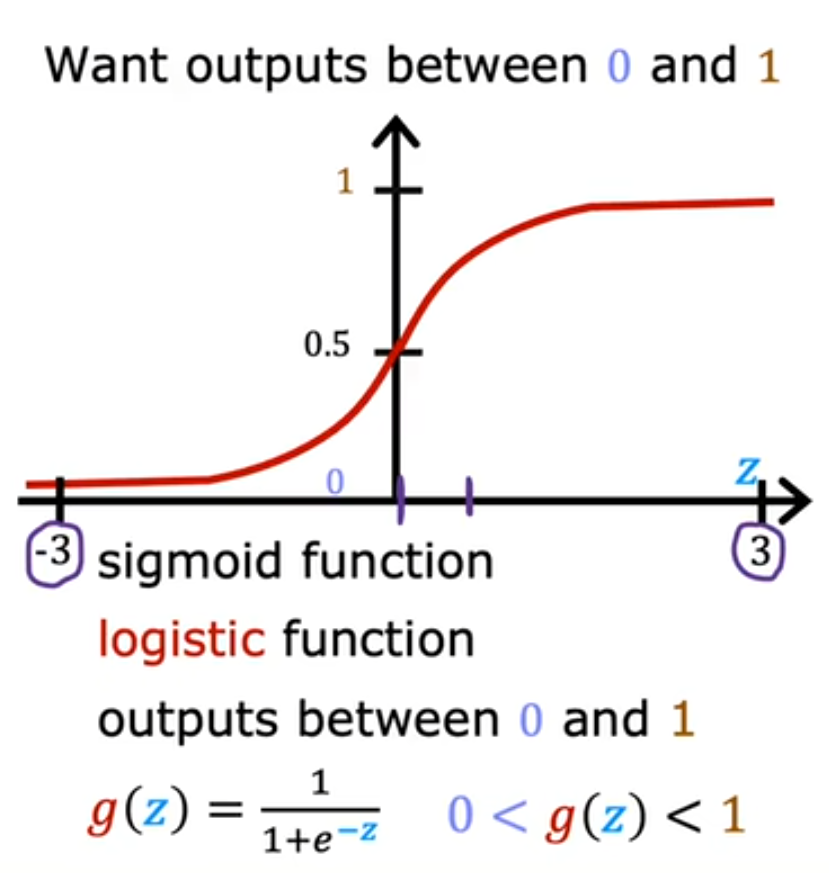 Want outputs between 0 and 1
1
0.5
0
z
-3
3
sigmoid function
logistic function
outputs between 0 and 1
g(z) = 1/(1+e^-z)   0 < g(z) < 1